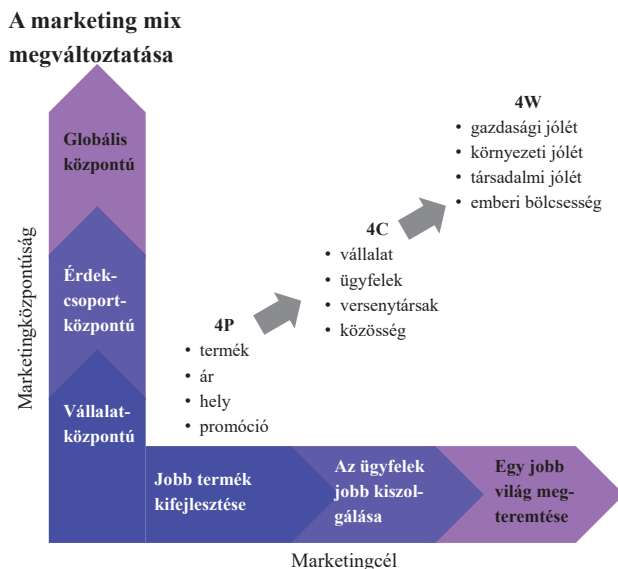 A marketing mix
megváltoztatása
Marketingközpontúság
Globális
központú
Érdek-
csoport-
központú
Vállalat-
központú
4P
• termék
• ár
• hely
• promóció
4C
• vállalat
• ügyfelek
• versenytársak
• közösség
4W
• gazdasági jólét
• környezeti jólét
• társadalmi jólét
• emberi bölcsesség
Jobb termék
kifejlesztése
Az ügyfelek
jobb kiszol-
gálása
Egy jobb
világ meg-
teremtése
Marketingcél